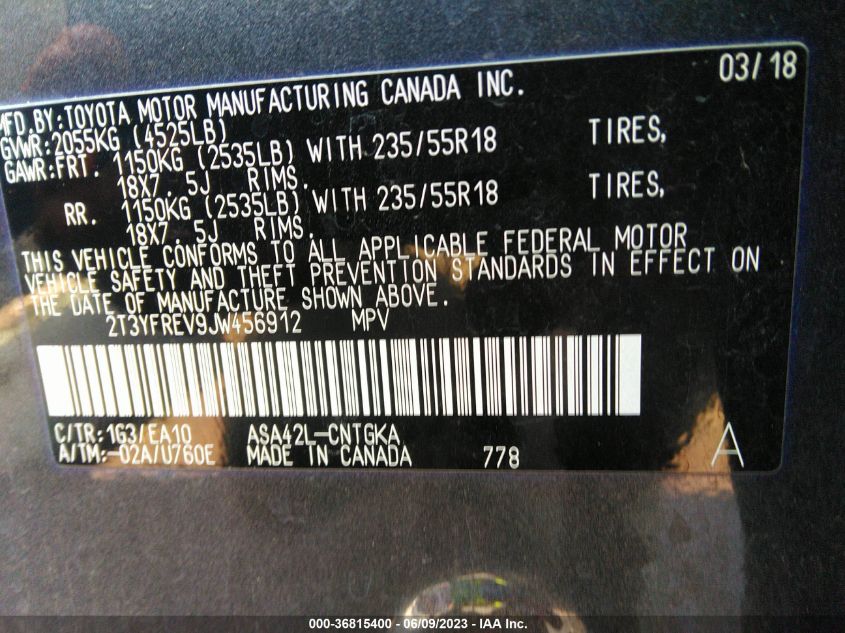 03/18
MFD.BY:TOYOTA MOTOR MANUFACTURING CANADA INC.
GVWR:2055KG (4525LB)
GAWR:FRT. 1150KG (2535LB) WITH 235/55R18 TIRES,
18X7.5J RIMS.
RR. 1150KG (2535LB) WITH 235/55R18 TIRES,
18X7.5J RIMS.
THIS VEHICLE CONFORMS TO ALL APPLICABLE FEDERAL MOTOR
VEHICLE SAFETY AND THEFT PREVENTION STANDARDS IN EFFECT ON
THE DATE OF MANUFACTURE SHOWN ABOVE.
2T3YFREV9JW456912 MPV
C/TR:1G3/EA10 ASA42L-CNTGKA
A/TM:-02A/U760E MADE IN CANADA 778 A
000-36815400 - 06/09/2023 - IAA Inc.